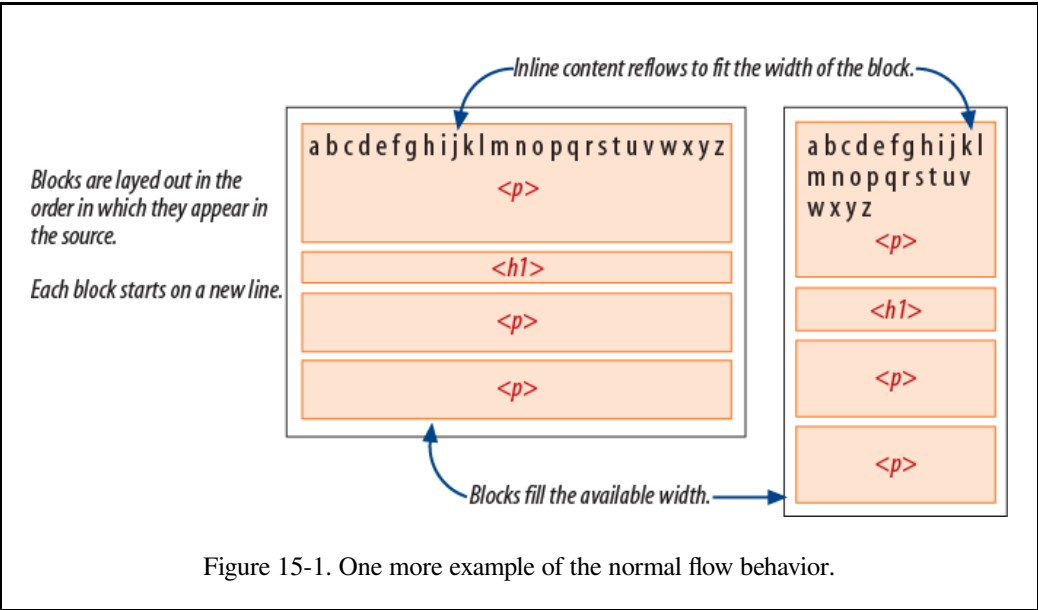 Inline content reflows to fit the width of the block.
Blocks are layed out in the
order in which they appear in
the source.
Each block starts on a new line.
a b c d e f g h i j k l m n o p q r s t u v w x y z
<p>
<h1>
<p>
<p>
a b c d e f g h i j k l
m n o p q r s t u v
w x y z
<p>
<h1>
<p>
<p>
Blocks fill the available width.
Figure 15-1. One more example of the normal flow behavior.